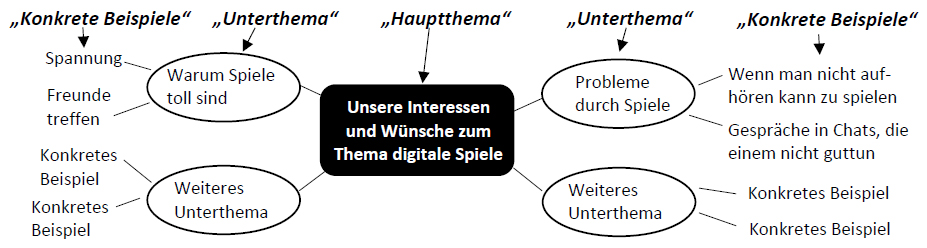 „Konkrete Beispiele“
„Unterthema“
„Hauptthema“
„Unterthema“
„Konkrete Beispiele“
Spannung
Freunde
treffen
Warum Spiele
toll sind
Konkretes
Beispiel
Konkretes
Beispiel
Weiteres
Unterthema
Unsere Interessen
und Wünsche zum
Thema digitale Spiele
Probleme
durch Spiele
Wenn man nicht auf-
hören kann zu spielen
Gespräche in Chats, die
einem nicht guttun
Weiteres
Unterthema
Konkretes Beispiel
Konkretes Beispiel